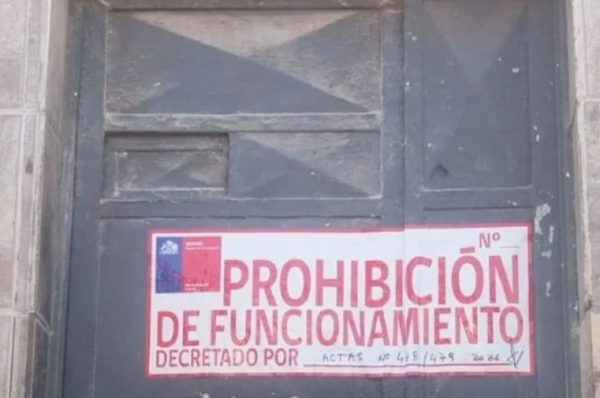 Nº
PROHIBICIÓN
DE FUNCIONAMIENTO
DECRETADO POR ACTAS Nº 478/479 2026